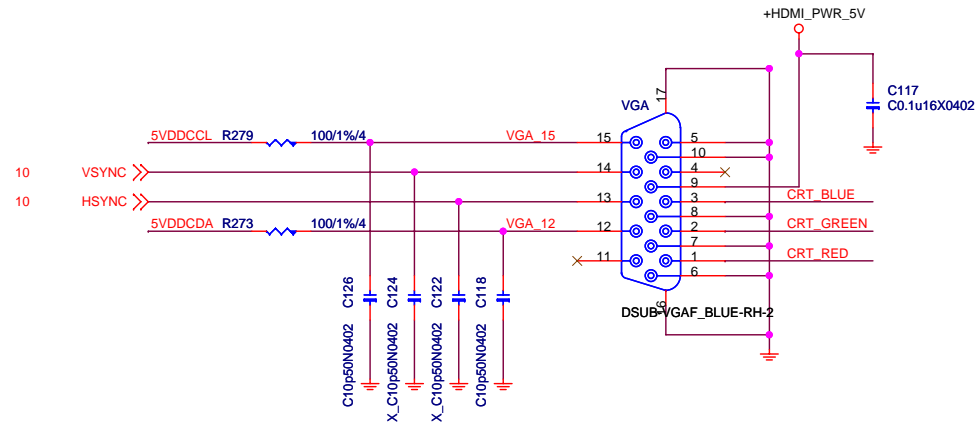 +HDMI_PWR_5V
C117
C0.1u16X0402
17
VGA
5VDDCCL R279 100/1%/4 VGA_15 15 5
10
10 VSYNC 14 4
9
10 HSYNC 13 3 CRT_BLUE
8
5VDDCDA R273 100/1%/4 VGA_12 12 2 CRT_GREEN
7
11 1 CRT_RED
6
16
DSUB-VGAF_BLUE-RH-2
C126
C124
C122
C118
C10p50N0402
X_C10p50N0402
X_C10p50N0402
C10p50N0402